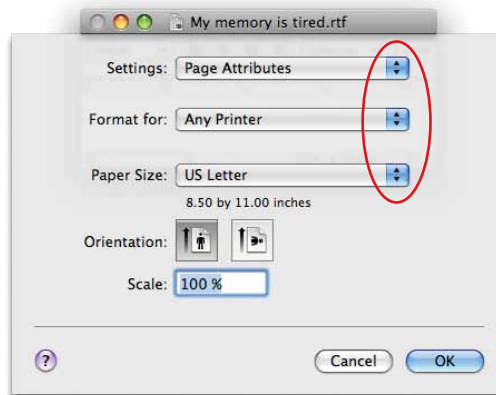 My memory is tired.rtf
Settings: Page Attributes
Format for: Any Printer
Paper Size: US Letter
8.50 by 11.00 inches
Orientation:
Scale: 100 %
? Cancel OK